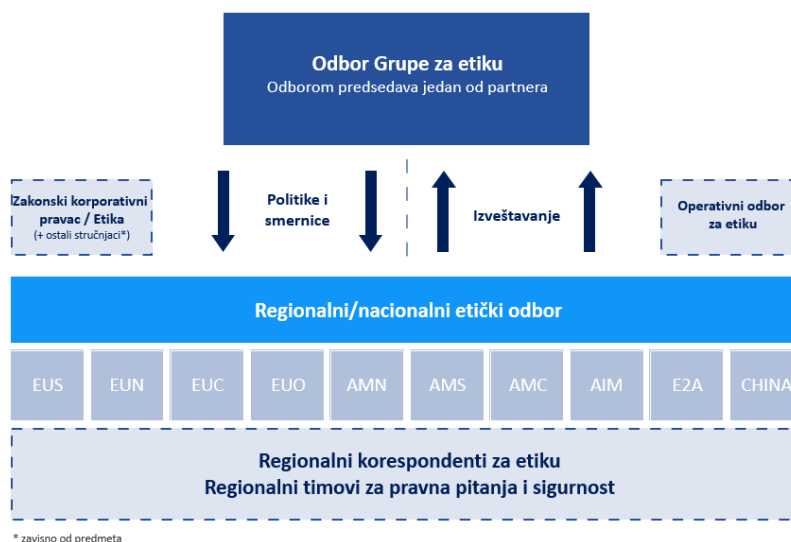 Odbor Grupe za etiku
Odborom predsedava jedan od partnera
Zakonski korporativni
pravac / Etika
(+ ostali stručnjaci*)
Politike i
smernice
Izveštavanje
Operativni odbor
za etiku
Regionalni/nacionalni etički odbor
EUS
EUN
EUC
EUO
AMN
AMS
AMC
AIM
E2A
CHINA
Regionalni korespondenti za etiku
Regionalni timovi za pravna pitanja i sigurnost
* zavisno od predmeta